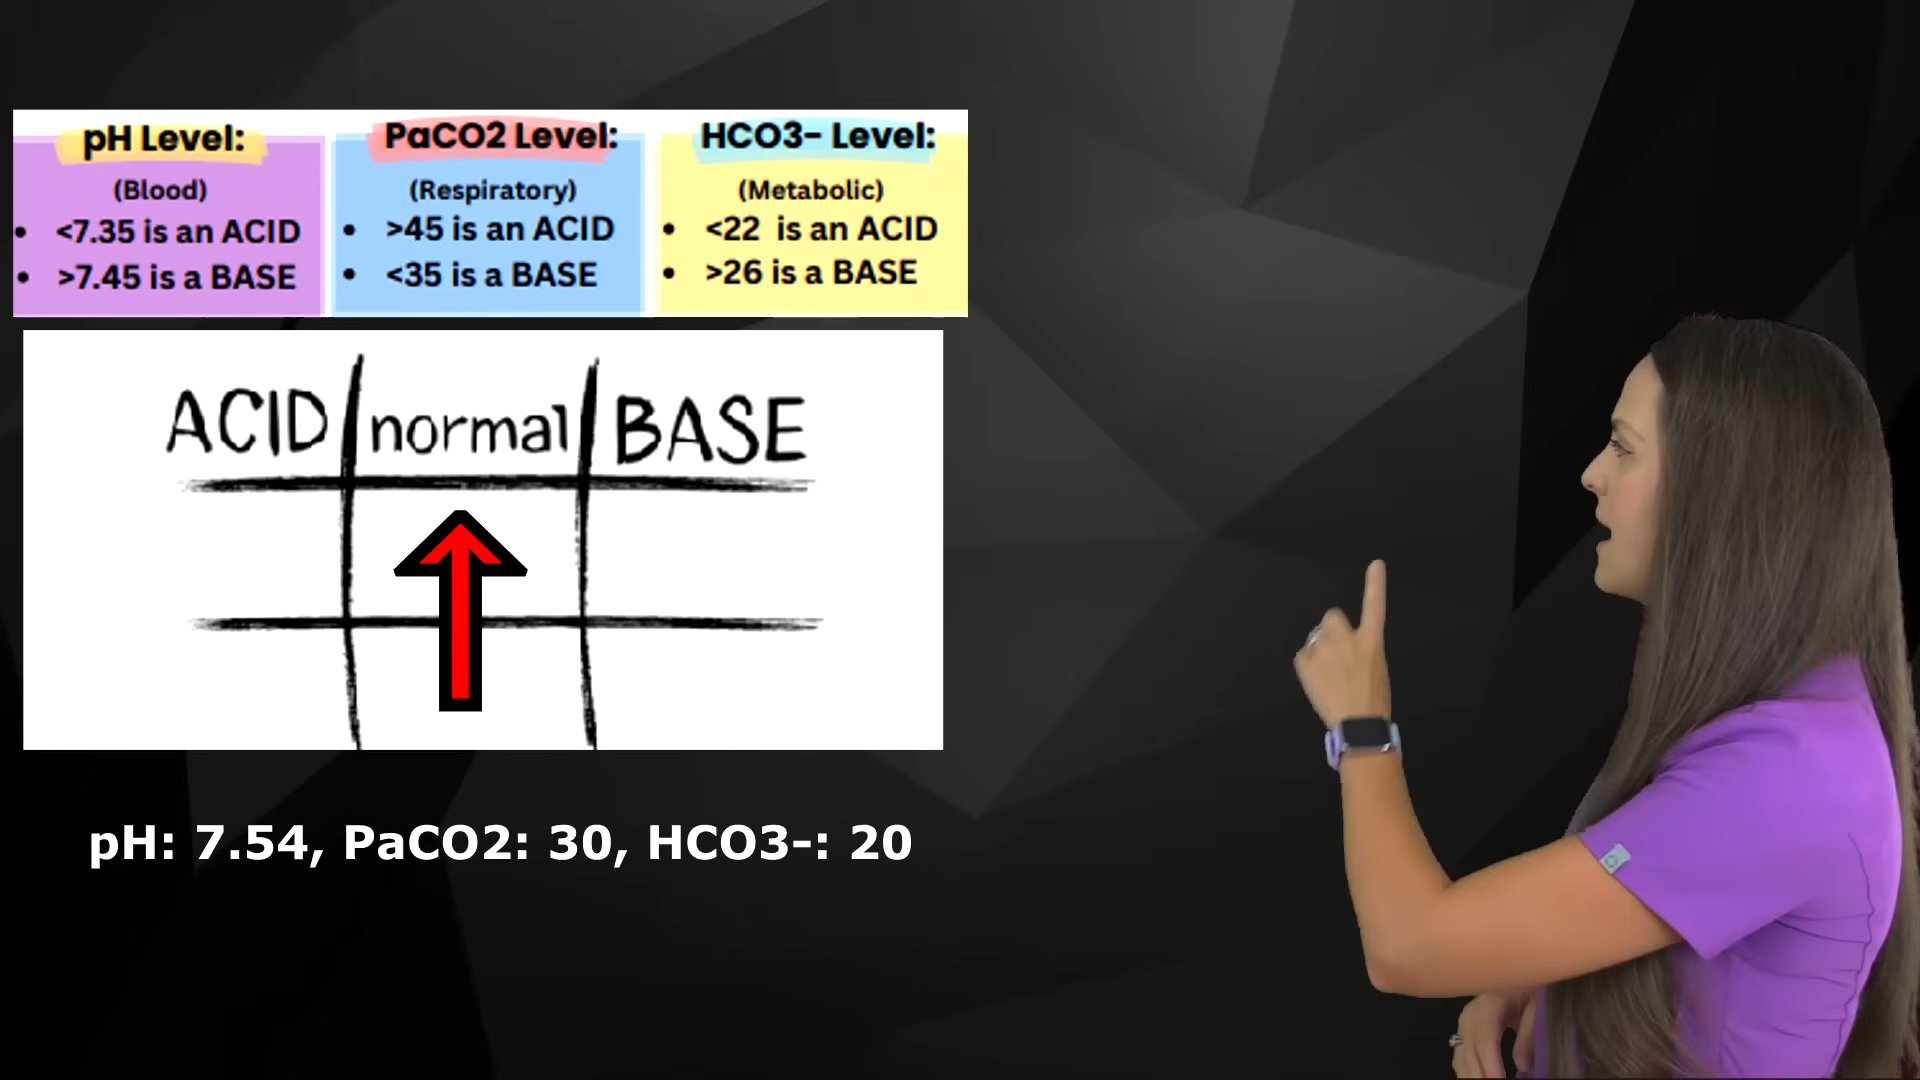 pH Level:
(Blood)
• <7.35 is an ACID
• >7.45 is a BASE
PaCO2 Level:
(Respiratory)
• >45 is an ACID
• <35 is a BASE
HCO3- Level:
(Metabolic)
• <22 is an ACID
• >26 is a BASE
ACID normal BASE
pH: 7.54, PaCO2: 30, HCO3-: 20